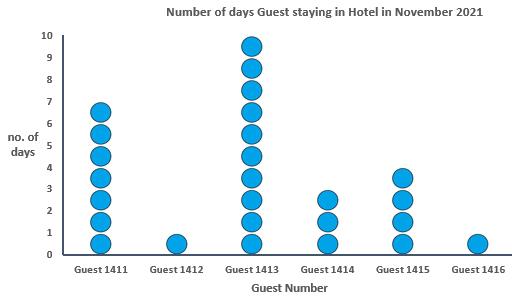 Number of days Guest staying in Hotel in November 2021
10
9
8
7
6
5
4
3
2
1
0
no. of
days
Guest 1411 Guest 1412 Guest 1413 Guest 1414 Guest 1415 Guest 1416
Guest Number